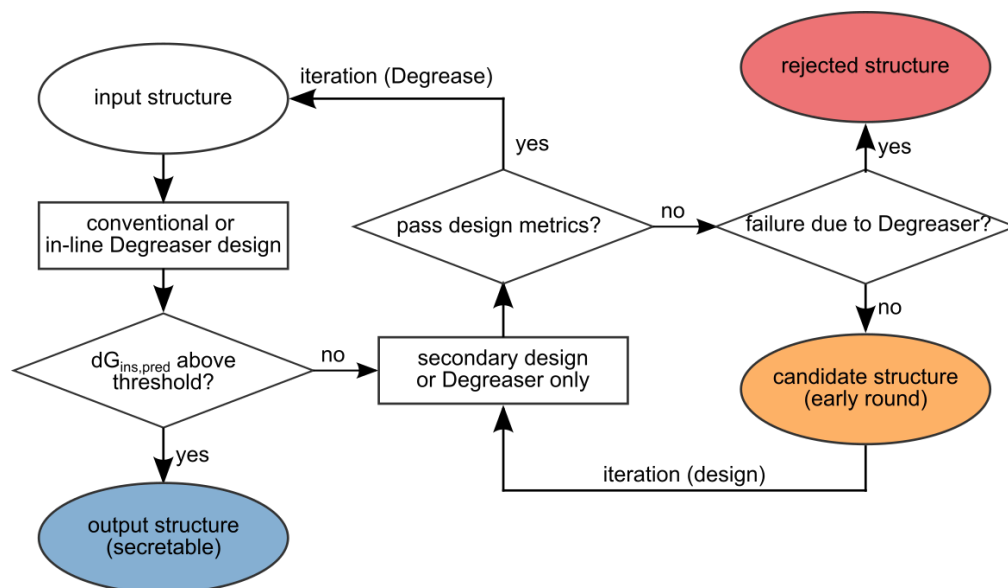 input structure
iteration (Degrease)
rejected structure
yes
yes
conventional or
in-line Degreaser design
pass design metrics?
no
failure due to Degreaser?
no
dGins,pred above
threshold?
no
secondary design
or Degreaser only
candidate structure
(early round)
yes
iteration (design)
output structure
(secretable)